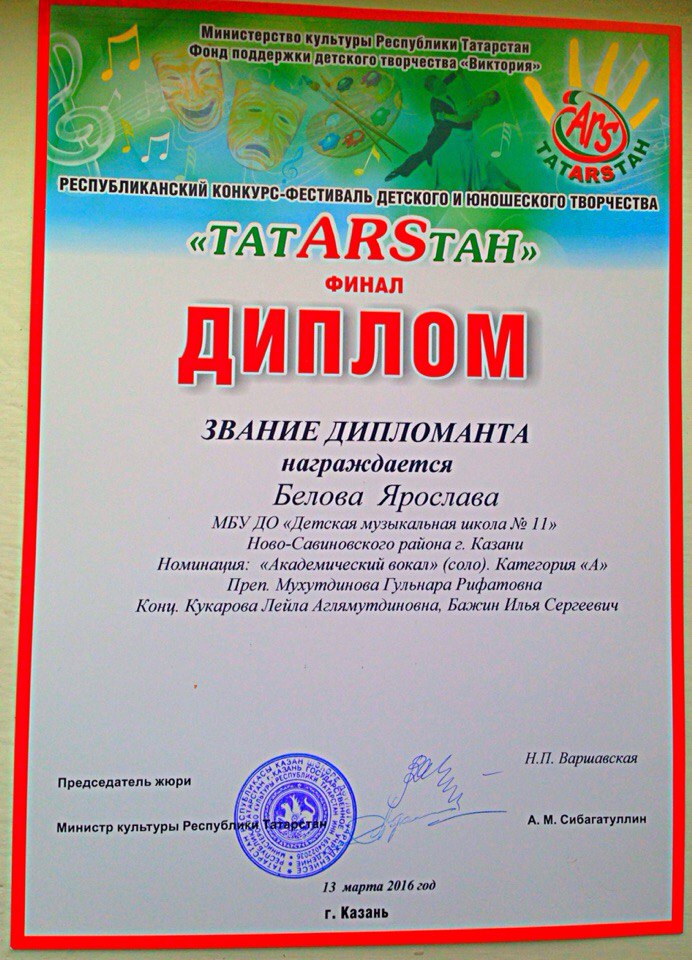 Министерство культуры Республики Татарстан
Фонд поддержки детского творчества «Виктория»
Ars
TATARSTAH
РЕСПУБЛИКАНСКИЙ КОНКУРС-ФЕСТИВАЛЬ ДЕТСКОГО И ЮНОШЕСКОГО ТВОРЧЕСТВА
«ТАТARSТАН»
ФИНАЛ
ДИПЛОМ
ЗВАНИЕ ДИПЛОМАНТА
награждается
Белова Ярослава
МБУ ДО «Детская музыкальная школа № 11»
Ново-Савиновского района г. Казани
Номинация: «Академический вокал» (соло). Категория «А»
Преп. Мухутдинова Гульнара Рифатовна
Конц. Кукарова Лейла Аглямутдиновна, Бажин Илья Сергеевич
Н.П. Варшавская
Председатель жюри
Министр культуры Республики Татарстан
А. М. Сибагатуллин
13 марта 2016 год
г. Казань